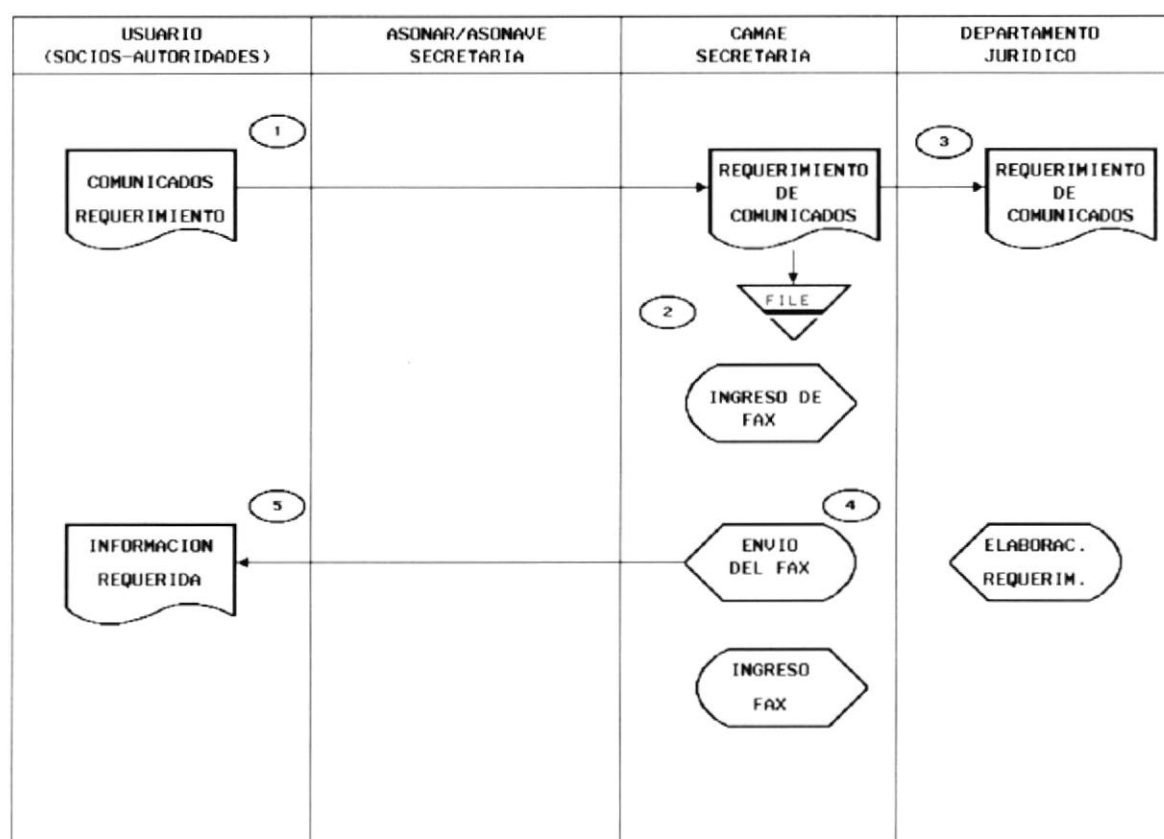 USUARIO
(SOCIOS-AUTORIDADES)
ASONAR/ASONAVE
SECRETARIA
CAMAE
SECRETARIA
DEPARTAMENTO
JURIDICO
1
COMUNICADOS
REQUERIMIENTO
REQUERIMIENTO
DE
COMUNICADOS
3
REQUERIMIENTO
DE
COMUNICADOS
2
FILE
INGRESO DE
FAX
5
INFORMACION
REQUERIDA
4
ENVIO
DEL FAX
ELABORAC.
REQUERIM.
INGRESO
FAX